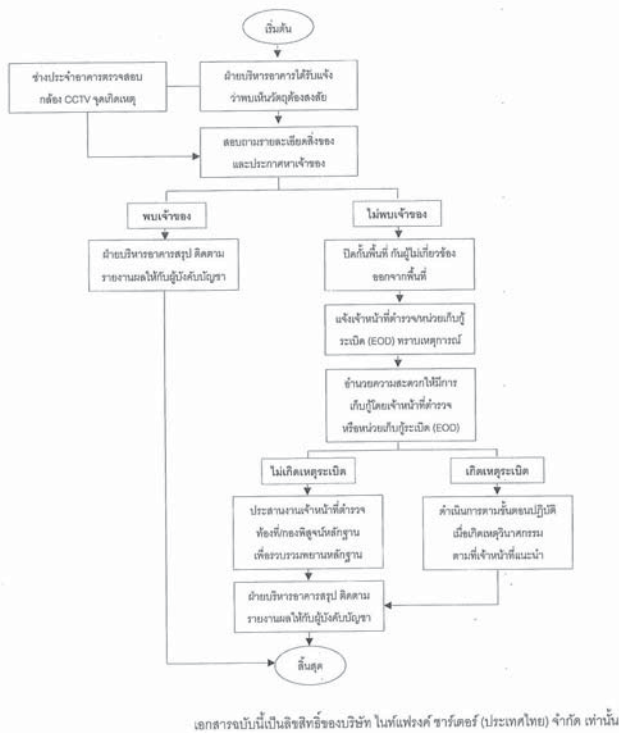 เริ่มต้น
ช่างประจำอาคารตรวจสอบ
กล้อง CCTV จุดเกิดเหตุ
ฝ่ายบริหารอาคารได้รับแจ้ง
ว่าพบเห็นวัตถุต้องสงสัย
สอบถามรายละเอียดสิ่งของ
และประกาศหาเจ้าของ
พบเจ้าของ
ไม่พบเจ้าของ
ฝ่ายบริหารอาคารสรุป ติดตาม
รายงานผลให้กับผู้บังคับบัญชา
ปิดกั้นพื้นที่ กันผู้ไม่เกี่ยวข้อง
ออกจากพื้นที่
แจ้งเจ้าหน้าที่ตำรวจ/หน่วยเก็บกู้
ระเบิด (EOD) ทราบเหตุการณ์
อำนวยความสะดวกให้มีการ
เก็บกู้โดยเจ้าหน้าที่ตำรวจ
หรือหน่วยเก็บกู้ระเบิด (EOD)
ไม่เกิดเหตุระเบิด
เกิดเหตุระเบิด
ประสานงานเจ้าหน้าที่ตำรวจ
ท้องที่/กองพิสูจน์หลักฐาน
เพื่อรวบรวมพยานหลักฐาน
ดำเนินการตามขั้นตอนปฏิบัติ
เมื่อเกิดเหตุวินาศกรรม
ตามที่เจ้าหน้าที่แนะนำ
ฝ่ายบริหารอาคารสรุป ติดตาม
รายงานผลให้กับผู้บังคับบัญชา
สิ้นสุด
เอกสารฉบับนี้เป็นลิขสิทธิ์ของบริษัท ไนท์แฟรงค์ ชาร์เตอร์ (ประเทศไทย) จำกัด เท่านั้น